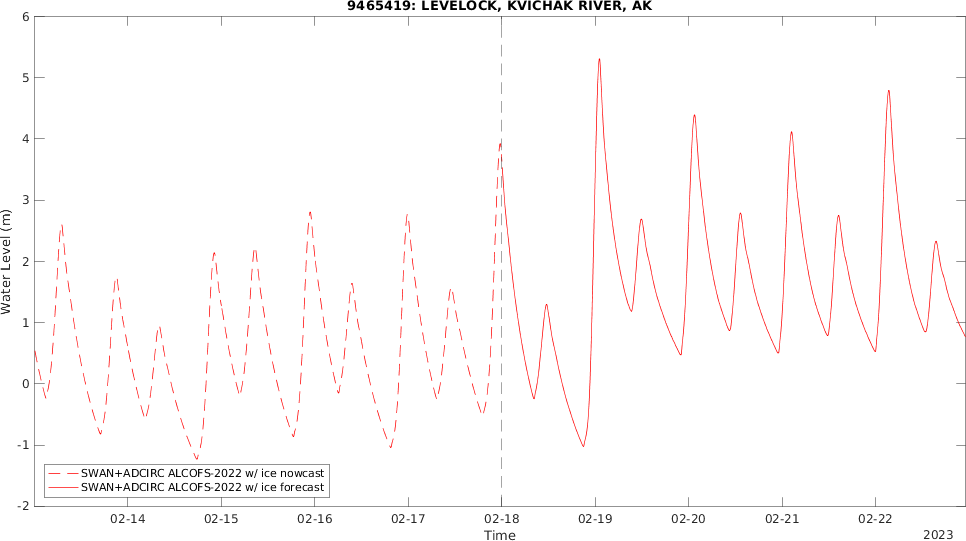 9465419: LEVELOCK, KVICHAK RIVER, AK
6
5
4
3
2
1
0
-1
-2
Water Level (m)
SWAN+ADCIRC ALCOFS-2022 w/ ice nowcast
SWAN+ADCIRC ALCOFS-2022 w/ ice forecast
02-14 02-15 02-16 02-17 02-18 02-19 02-20 02-21 02-22
Time
2023